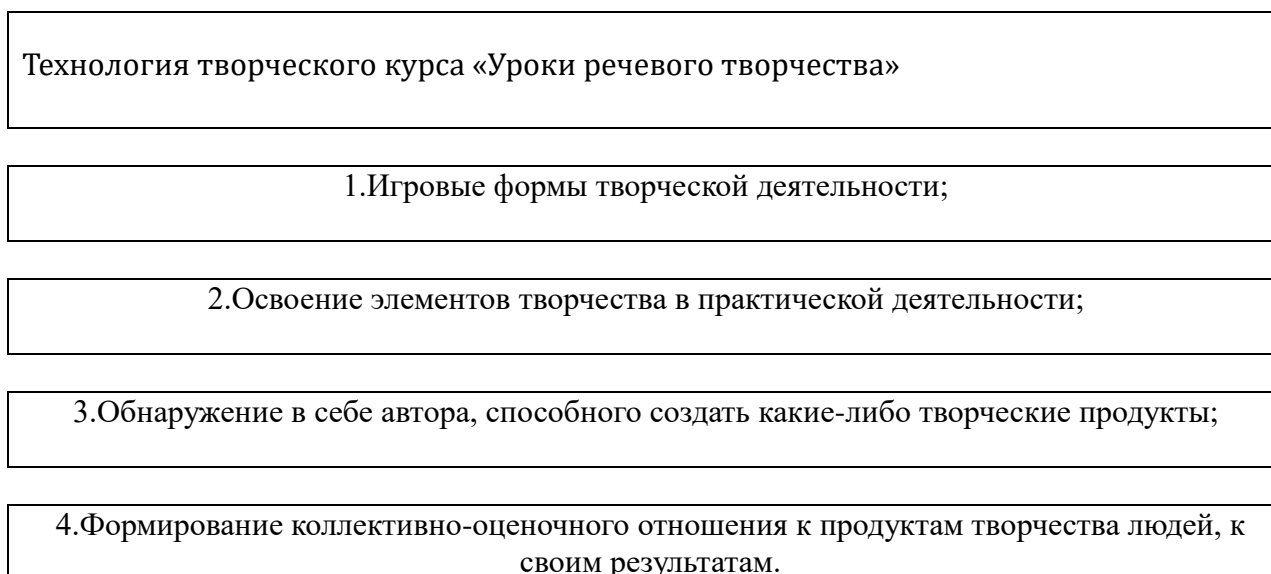 Технология творческого курса «Уроки речевого творчества»
1.Игровые формы творческой деятельности;
2.Освоение элементов творчества в практической деятельности;
3.Обнаружение в себе автора, способного создать какие-либо творческие продукты;
4.Формирование коллективно-оценочного отношения к продуктам творчества людей, к
своим результатам.